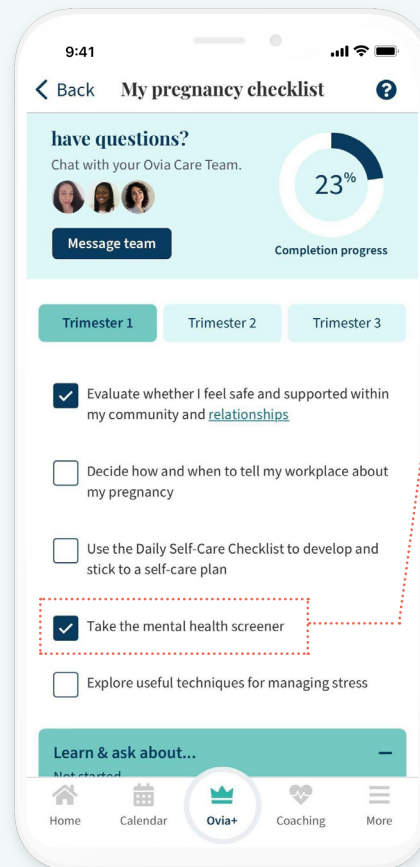 9:41
Back My pregnancy checklist ?
have questions?
Chat with your Ovia Care Team.
23%
Message team
Completion progress
Trimester 1 Trimester 2 Trimester 3
Evaluate whether I feel safe and supported within
my community and relationships
Decide how and when to tell my workplace about
my pregnancy
Use the Daily Self-Care Checklist to develop and
stick to a self-care plan
Take the mental health screener
Explore useful techniques for managing stress
Learn & ask about...
Not started
Home Calendar Ovia+ Coaching More